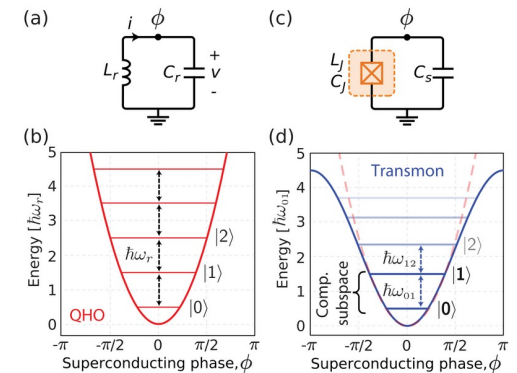 (a)
i
ϕ
L_r
C_r
+
v
-
(b)
Energy [ħω_r]
5
4
3
2
1
0
|2⟩
|1⟩
|0⟩
ħω_r
QHO
-π
-π/2
0
π/2
π
Superconducting phase, ϕ
(c)
ϕ
L_J
C_J
C_s
(d)
Energy [ħω_01]
5
4
3
2
1
0
Transmon
|2⟩
|1⟩
|0⟩
ħω_12
ħω_01
Comp.
subspace
-π
-π/2
0
π/2
π
Superconducting phase, ϕ